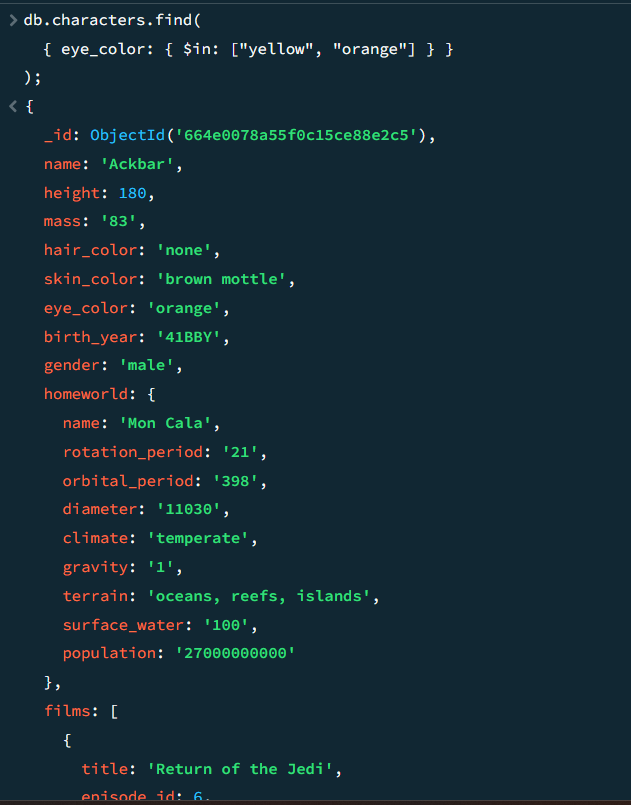 db.characters.find(
{ eye_color: { $in: ["yellow", "orange"] } }
);
{
_id: ObjectId('664e0078a55f0c15ce88e2c5'),
name: 'Ackbar',
height: 180,
mass: '83',
hair_color: 'none',
skin_color: 'brown mottle',
eye_color: 'orange',
birth_year: '41BBY',
gender: 'male',
homeworld: {
name: 'Mon Cala',
rotation_period: '21',
orbital_period: '398',
diameter: '11030',
climate: 'temperate',
gravity: '1',
terrain: 'oceans, reefs, islands',
surface_water: '100',
population: '27000000000'
},
films: [
{
title: 'Return of the Jedi',
episode_id: 6,